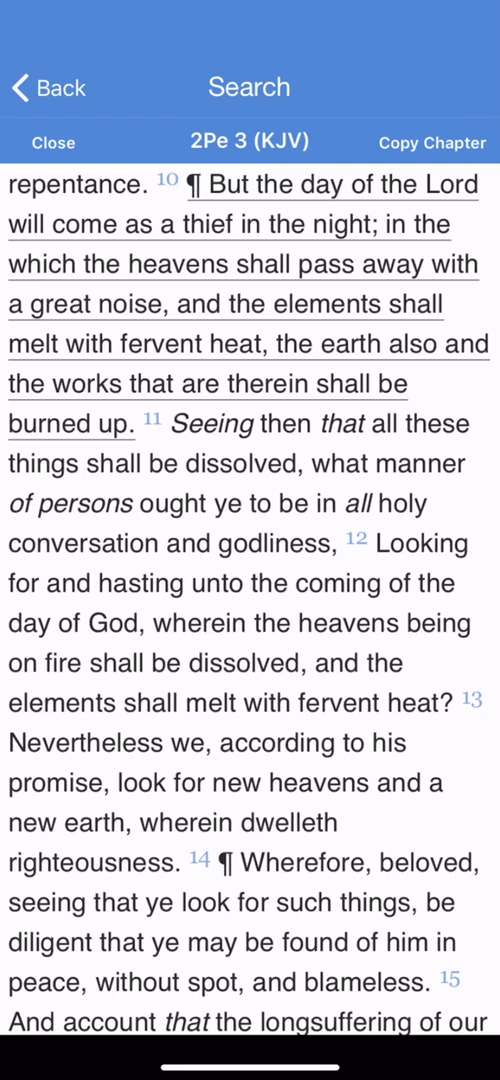 Back Search
Close 2Pe 3 (KJV) Copy Chapter
repentance. 10 ¶ But the day of the Lord
will come as a thief in the night; in the
which the heavens shall pass away with
a great noise, and the elements shall
melt with fervent heat, the earth also and
the works that are therein shall be
burned up. 11 Seeing then that all these
things shall be dissolved, what manner
of persons ought ye to be in all holy
conversation and godliness, 12 Looking
for and hasting unto the coming of the
day of God, wherein the heavens being
on fire shall be dissolved, and the
elements shall melt with fervent heat? 13
Nevertheless we, according to his
promise, look for new heavens and a
new earth, wherein dwelleth
righteousness. 14 ¶ Wherefore, beloved,
seeing that ye look for such things, be
diligent that ye may be found of him in
peace, without spot, and blameless. 15
And account that the longsuffering of our